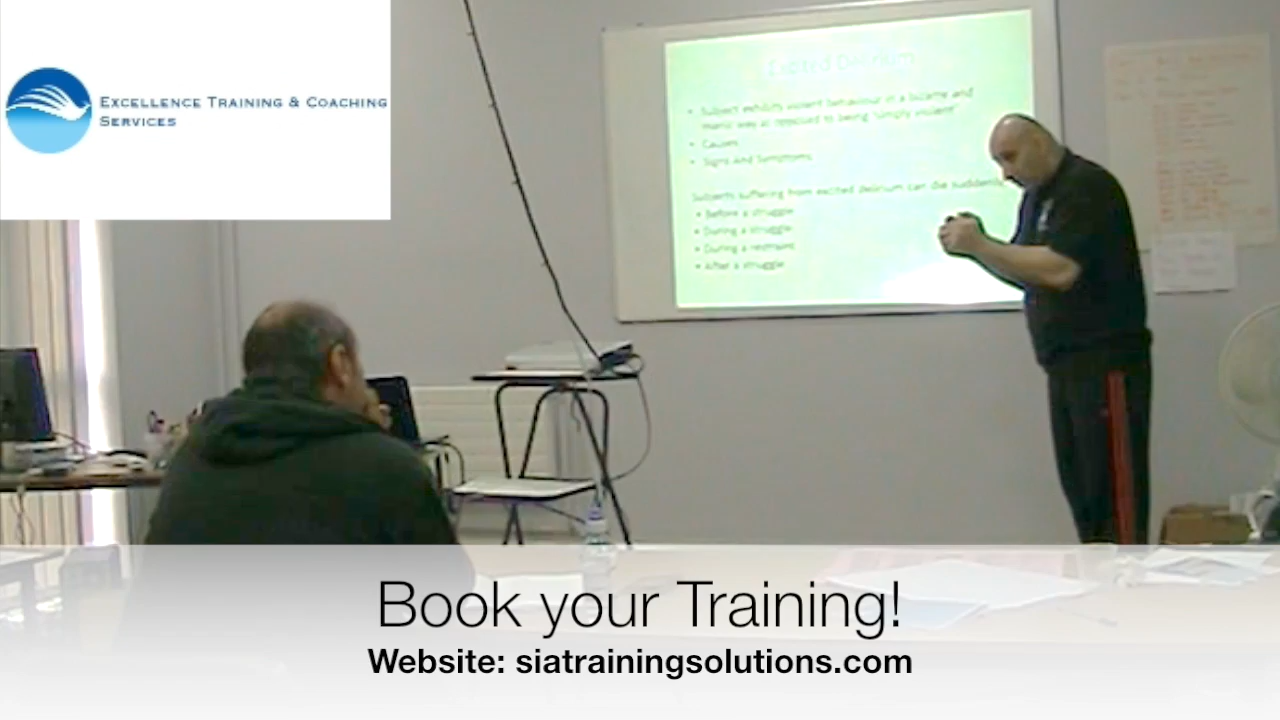 EXCELLENCE TRAINING & COACHING
SERVICES
Excited Delirium
• Subject exhibits violent behaviour in a bizarre and
manic way as opposed to being "simply violent"
• Causes
• Signs And Symptoms
Subjects suffering from excited delirium can die suddenly
• Before a struggle
• During a struggle
• During a restraint
• After a struggle
Book your Training!
Website: siatrainingsolutions.com